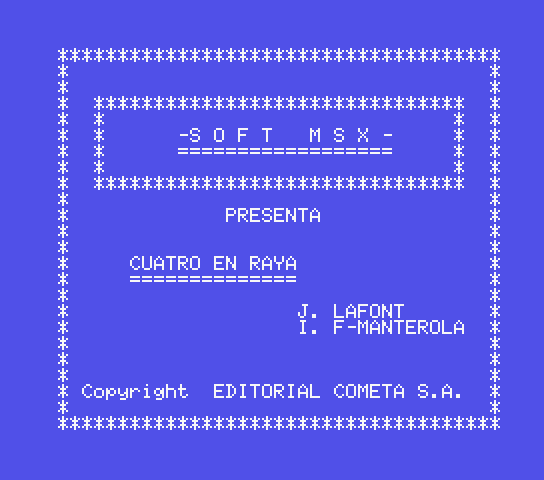 *************************************
*                                   *
*                                   *
*  *******************************  *
*  *                             *  *
*  *      -S O F T   M S X -     *  *
*  *      ==================     *  *
*  *                             *  *
*  *******************************  *
*                                   *
*             PRESENTA              *
*                                   *
*                                   *
*     CUATRO EN RAYA                *
*     ==============                *
*                                   *
*                   J. LAFONT       *
*                   I. F-MANTEROLA  *
*                                   *
*                                   *
*                                   *
* Copyright  EDITORIAL COMETA S.A.  *
*                                   *
*************************************